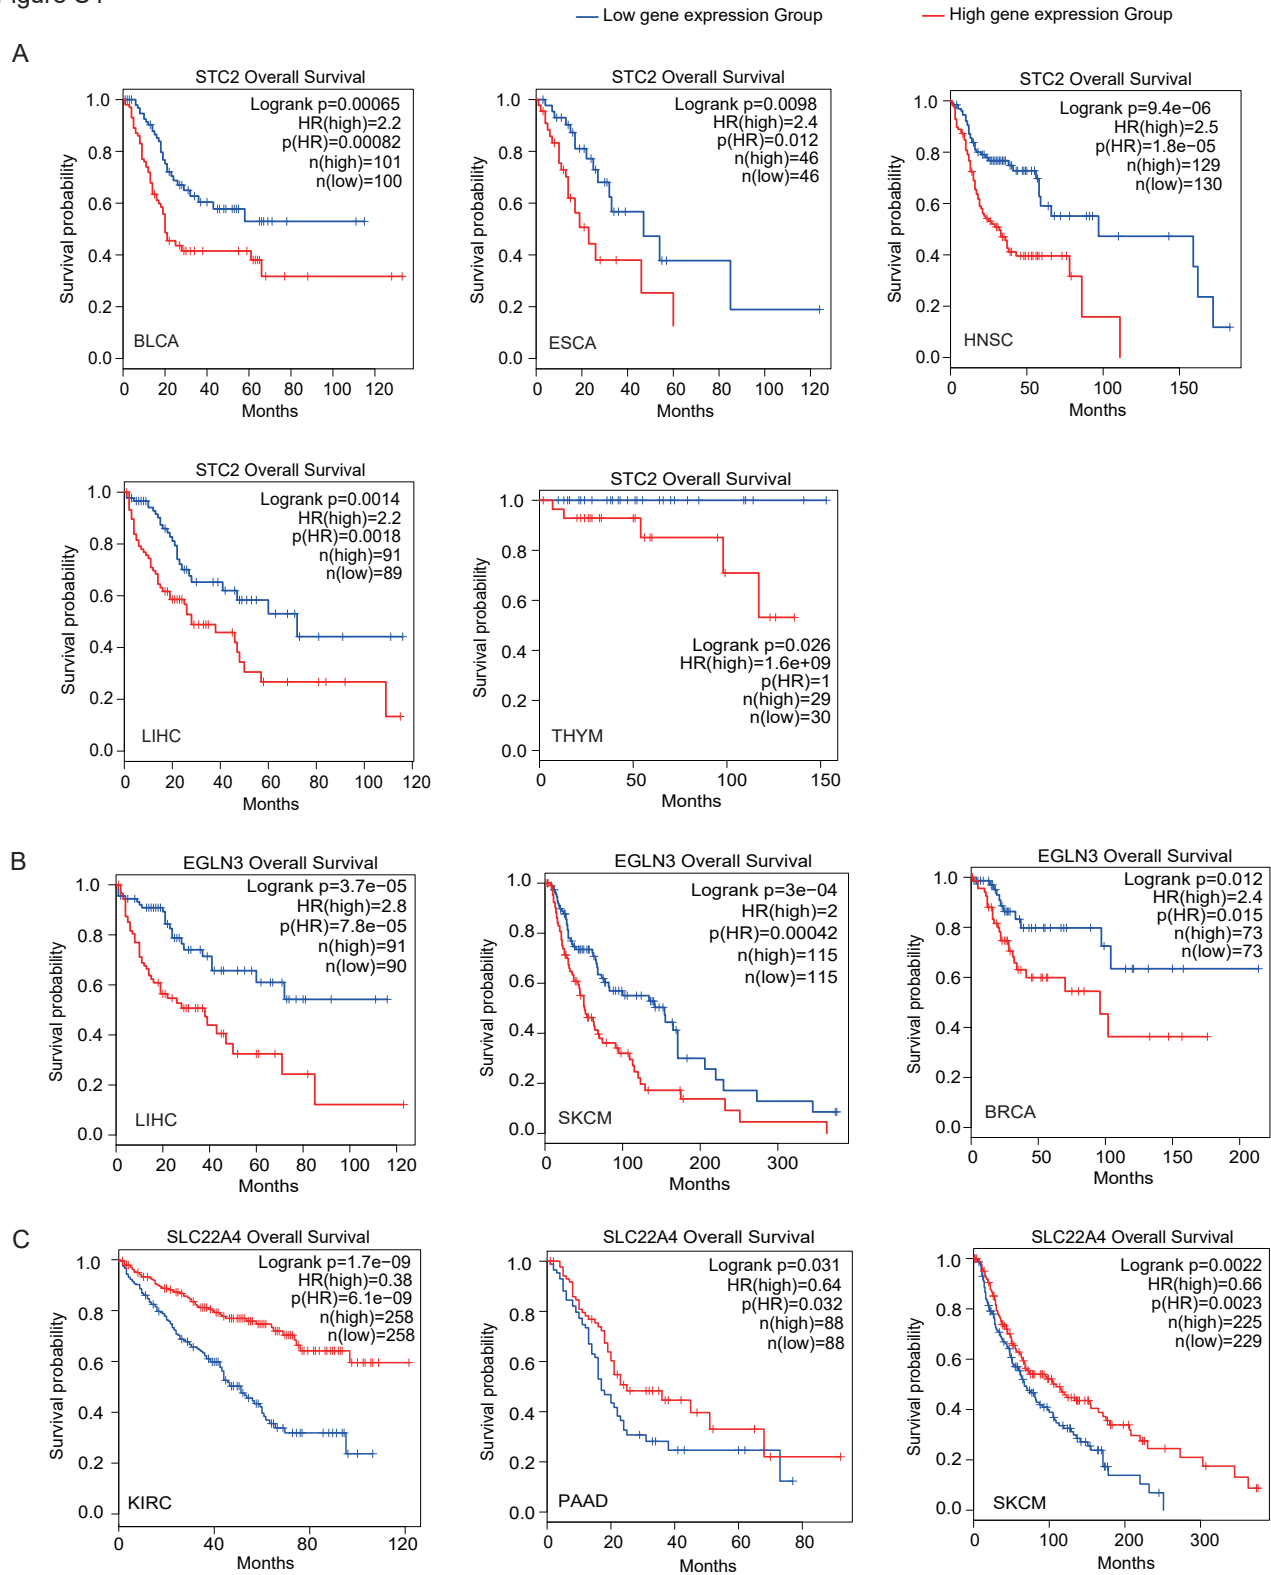 Low gene expression Group
High gene expression Group
A
STC2 Overall Survival
Logrank p=0.00065
HR(high)=2.2
p(HR)=0.00082
n(high)=101
n(low)=100
Survival probability
1.0
0.8
0.6
0.4
0.2
0.0
BLCA
0 20 40 60 80 100 120
Months
STC2 Overall Survival
Logrank p=0.0098
HR(high)=2.4
p(HR)=0.012
n(high)=46
n(low)=46
Survival probability
1.0
0.8
0.6
0.4
0.2
0.0
ESCA
0 20 40 60 80 100 120
Months
STC2 Overall Survival
Logrank p=9.4e−06
HR(high)=2.5
p(HR)=1.8e−05
n(high)=129
n(low)=130
Survival probability
1.0
0.8
0.6
0.4
0.2
0.0
HNSC
0 50 100 150
Months
STC2 Overall Survival
Logrank p=0.0014
HR(high)=2.2
p(HR)=0.0018
n(high)=91
n(low)=89
Survival probability
1.0
0.8
0.6
0.4
0.2
0.0
LIHC
0 20 40 60 80 100 120
Months
STC2 Overall Survival
Survival probability
1.0
0.8
0.6
0.4
0.2
0.0
Logrank p=0.026
HR(high)=1.6e+09
p(HR)=1
n(high)=29
n(low)=30
THYM
0 50 100 150
Months
B
EGLN3 Overall Survival
Logrank p=3.7e−05
HR(high)=2.8
p(HR)=7.8e−05
n(high)=91
n(low)=90
Survival probability
1.0
0.8
0.6
0.4
0.2
0.0
LIHC
0 20 40 60 80 100 120
Months
EGLN3 Overall Survival
Logrank p=3e−04
HR(high)=2
p(HR)=0.00042
n(high)=115
n(low)=115
Survival probability
1.0
0.8
0.6
0.4
0.2
0.0
SKCM
0 100 200 300
Months
EGLN3 Overall Survival
Logrank p=0.012
HR(high)=2.4
p(HR)=0.015
n(high)=73
n(low)=73
Survival probability
1.0
0.8
0.6
0.4
0.2
0.0
BRCA
0 50 100 150 200
Months
C
SLC22A4 Overall Survival
Logrank p=1.7e−09
HR(high)=0.38
p(HR)=6.1e−09
n(high)=258
n(low)=258
Survival probability
1.0
0.8
0.6
0.4
0.2
0.0
KIRC
0 40 80 120
Months
SLC22A4 Overall Survival
Logrank p=0.031
HR(high)=0.64
p(HR)=0.032
n(high)=88
n(low)=88
Survival probability
1.0
0.8
0.6
0.4
0.2
0.0
PAAD
0 20 40 60 80
Months
SLC22A4 Overall Survival
Logrank p=0.0022
HR(high)=0.66
p(HR)=0.0023
n(high)=225
n(low)=229
Survival probability
1.0
0.8
0.6
0.4
0.2
0.0
SKCM
0 100 200 300
Months